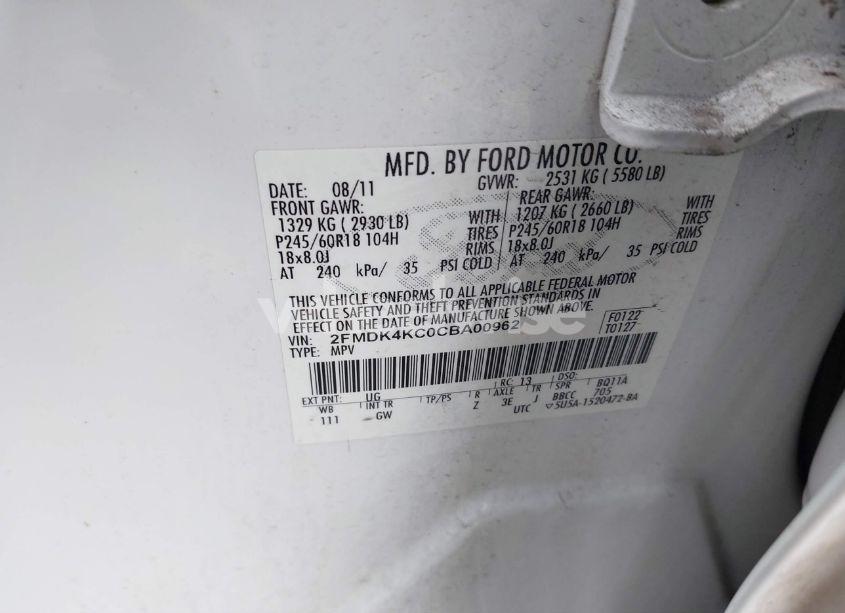 MFD. BY FORD MOTOR CO.
DATE: 08/11 GVWR: 2531 KG ( 5580 LB)
FRONT GAWR: REAR GAWR:
1329 KG ( 2930 LB) WITH 1207 KG ( 2660 LB) WITH
P245/60R18 104H TIRES P245/60R18 104H TIRES
18x8.0J RIMS 18x8.0J RIMS
AT 240 kPa/ 35 PSI COLD AT 240 kPa/ 35 PSI COLD
THIS VEHICLE CONFORMS TO ALL APPLICABLE FEDERAL MOTOR
VEHICLE SAFETY AND THEFT PREVENTION STANDARDS IN
EFFECT ON THE DATE OF MANUFACTURE SHOWN ABOVE.
VIN: 2FMDK4KC0CBA00962 F0122
TYPE: MPV T0127
EXT PNT: UG RC: 13 DSO:
WB INT TR TP/PS R AXLE TR SPR BQ11A
111 GW Z 3E J BBCC 705
UTC ▽5U5A-1520472-BA